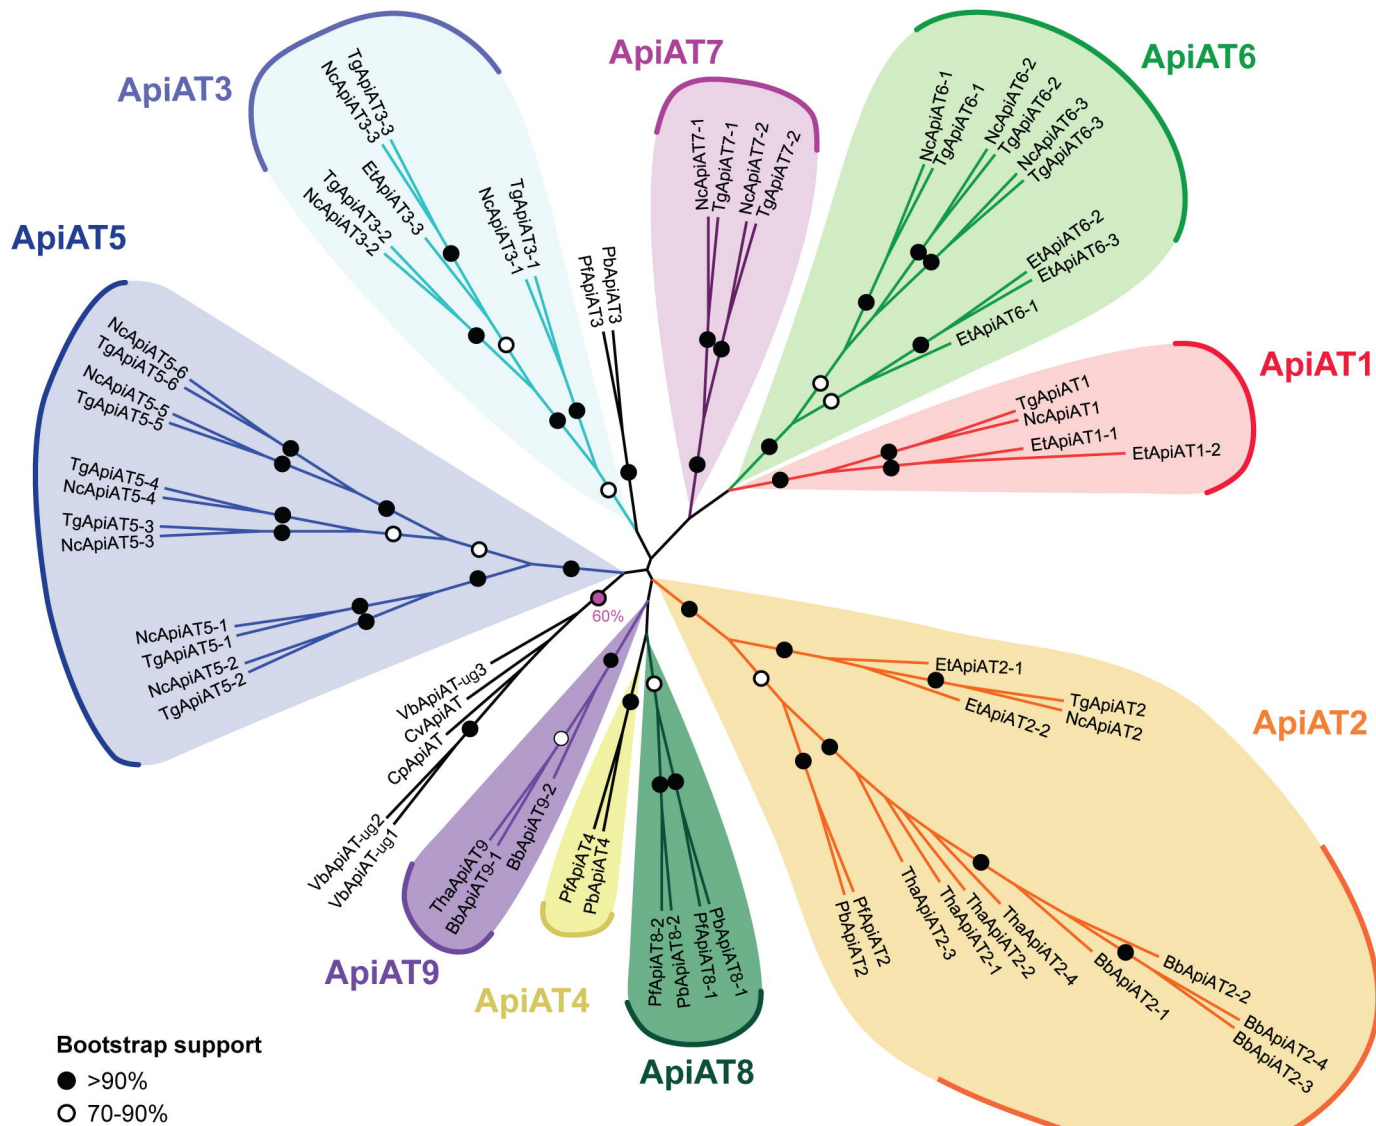 ApiAT3
TgApiAT3-3
NcApiAT3-3
EtApiAT3-3
TgApiAT3-2
NcApiAT3-2
TgApiAT3-1
NcApiAT3-1
PbApiAT3
PfApiAT3
ApiAT7
NcApiAT7-1
TgApiAT7-1
NcApiAT7-2
TgApiAT7-2
ApiAT6
NcApiAT6-1
TgApiAT6-1
NcApiAT6-2
TgApiAT6-2
NcApiAT6-3
TgApiAT6-3
EtApiAT6-2
EtApiAT6-3
EtApiAT6-1
ApiAT1
TgApiAT1
NcApiAT1
EtApiAT1-1
EtApiAT1-2
ApiAT5
NcApiAT5-6
TgApiAT5-6
NcApiAT5-5
TgApiAT5-5
TgApiAT5-4
NcApiAT5-4
TgApiAT5-3
NcApiAT5-3
NcApiAT5-1
TgApiAT5-1
NcApiAT5-2
TgApiAT5-2
60%
VbApiAT-ug3
CvApiAT
CpApiAT
VbApiAT-ug2
VbApiAT-ug1
ApiAT9
ThaApiAT9
BbApiAT9-1
BbApiAT9-2
ApiAT4
PfApiAT4
PbApiAT4
ApiAT8
PfApiAT8-2
PbApiAT8-2
PfApiAT8-1
PbApiAT8-1
ApiAT2
EtApiAT2-1
TgApiAT2
NcApiAT2
EtApiAT2-2
PfApiAT2
PbApiAT2
ThaApiAT2-3
ThaApiAT2-1
ThaApiAT2-2
ThaApiAT2-4
BbApiAT2-1
BbApiAT2-2
BbApiAT2-4
BbApiAT2-3
Bootstrap support
>90%
70-90%